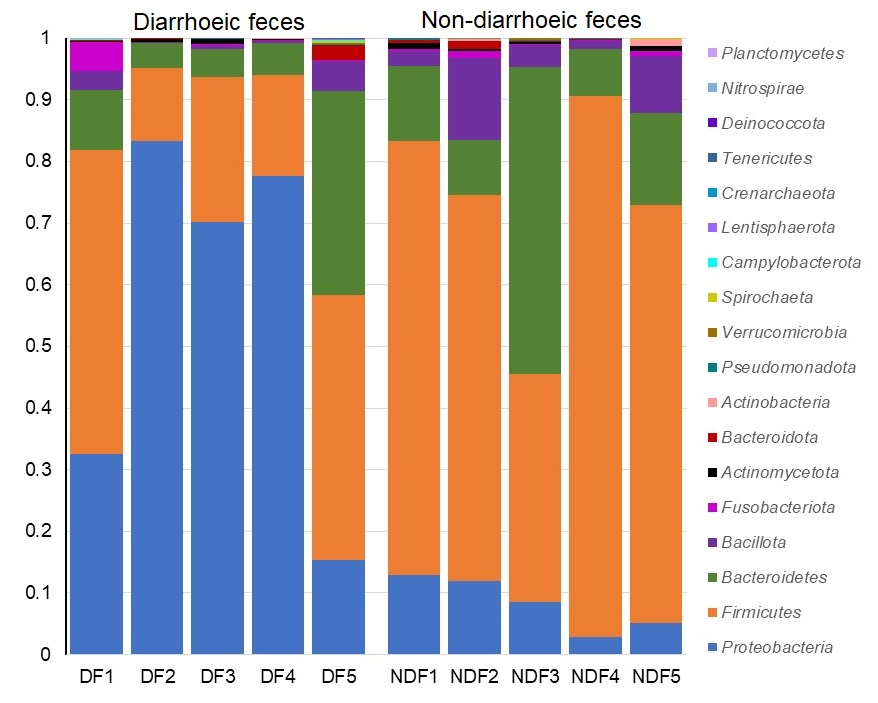 Diarrhoeic feces
Non-diarrhoeic feces
1
0.9
0.8
0.7
0.6
0.5
0.4
0.3
0.2
0.1
0
DF1 DF2 DF3 DF4 DF5 NDF1 NDF2 NDF3 NDF4 NDF5
Planctomycetes
Nitrospirae
Deinococcota
Tenericutes
Crenarchaeota
Lentisphaerota
Campylobacterota
Spirochaeta
Verrucomicrobia
Pseudomonadota
Actinobacteria
Bacteroidota
Actinomycetota
Fusobacteriota
Bacillota
Bacteroidetes
Firmicutes
Proteobacteria